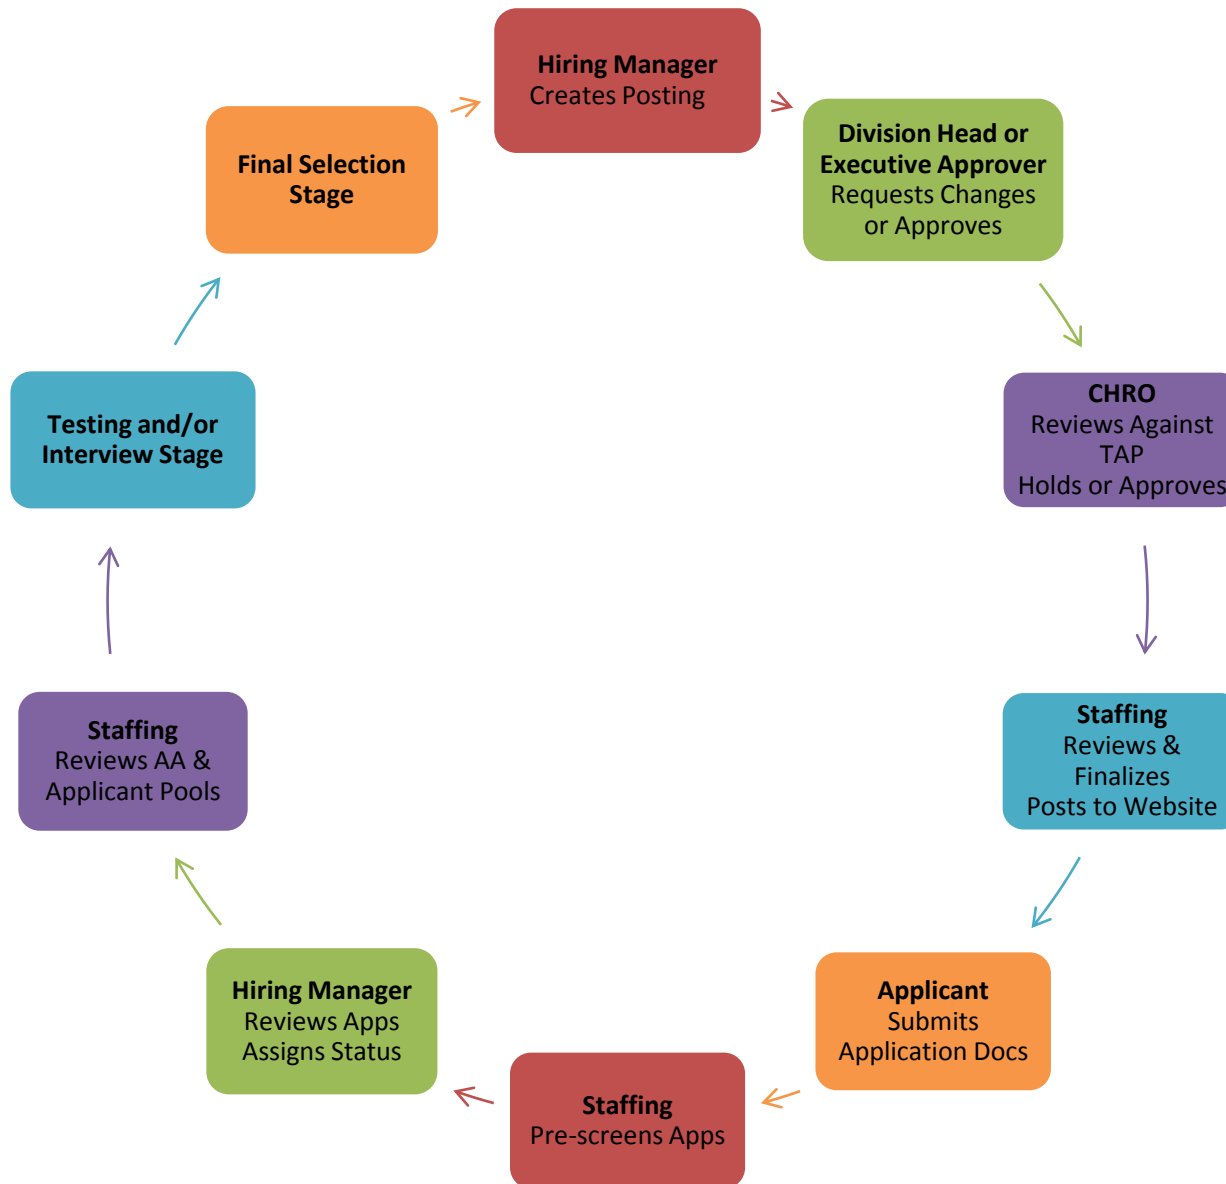 Hiring Manager
Creates Posting
Division Head or
Executive Approver
Requests Changes
or Approves
CHRO
Reviews Against
TAP
Holds or Approves
Staffing
Reviews &
Finalizes
Posts to Website
Applicant
Submits
Application Docs
Staffing
Pre-screens Apps
Hiring Manager
Reviews Apps
Assigns Status
Staffing
Reviews AA &
Applicant Pools
Testing and/or
Interview Stage
Final Selection
Stage